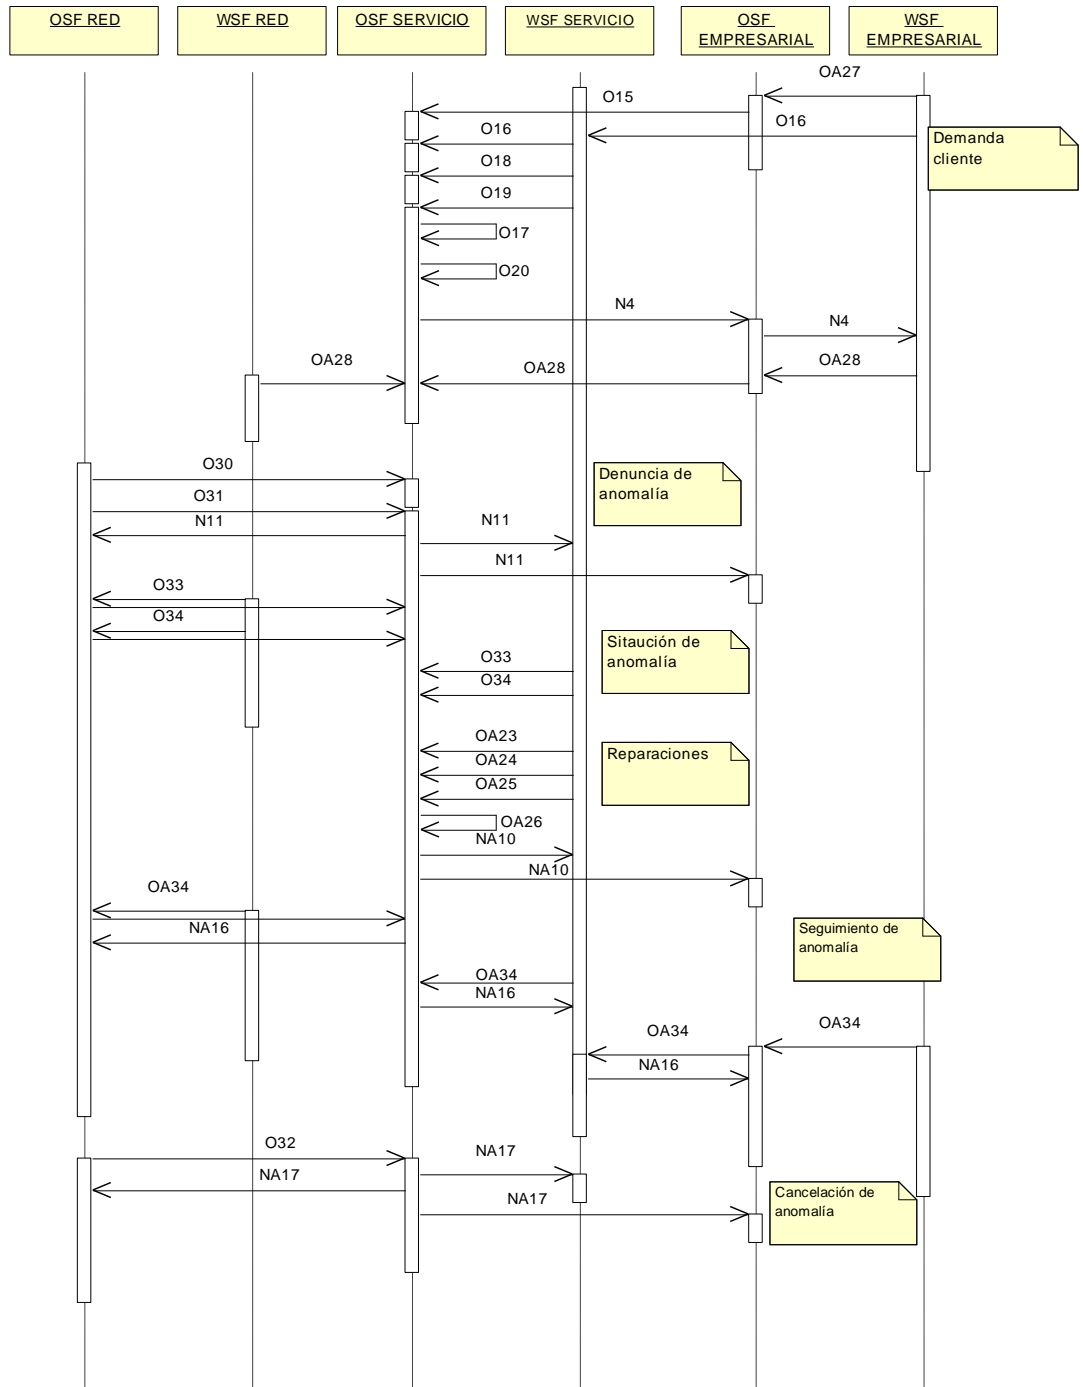 OSF RED
WSF RED
OSF SERVICIO
WSF SERVICIO
OSF
EMPRESARIAL
WSF
EMPRESARIAL
OA27
O15
O16
O16
Demanda
cliente
O18
O19
O17
O20
N4
N4
OA28
OA28
OA28
O30
Denuncia de
anomalía
O31
N11
N11
N11
O33
O34
Sitaución de
anomalía
O33
O34
OA23
Reparaciones
OA24
OA25
OA26
NA10
NA10
OA34
NA16
Seguimiento de
anomalía
OA34
NA16
OA34
OA34
NA16
O32
NA17
NA17
NA17
Cancelación de
anomalía